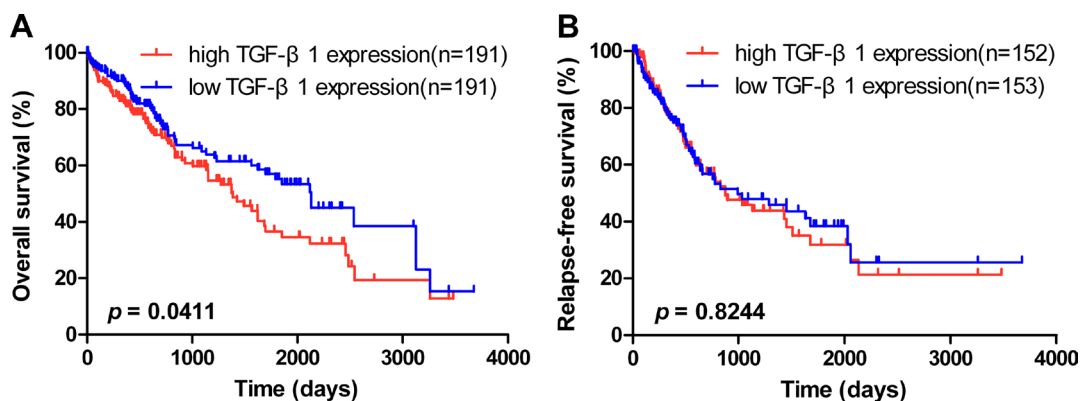 A
Overall survival (%)
100
80
60
40
20
0
high TGF-β 1 expression(n=191)
low TGF-β 1 expression(n=191)
p = 0.0411
0
1000
2000
3000
4000
Time (days)
B
Relapse-free survival (%)
100
80
60
40
20
0
high TGF-β 1 expression(n=152)
low TGF-β 1 expression(n=153)
p = 0.8244
0
1000
2000
3000
4000
Time (days)